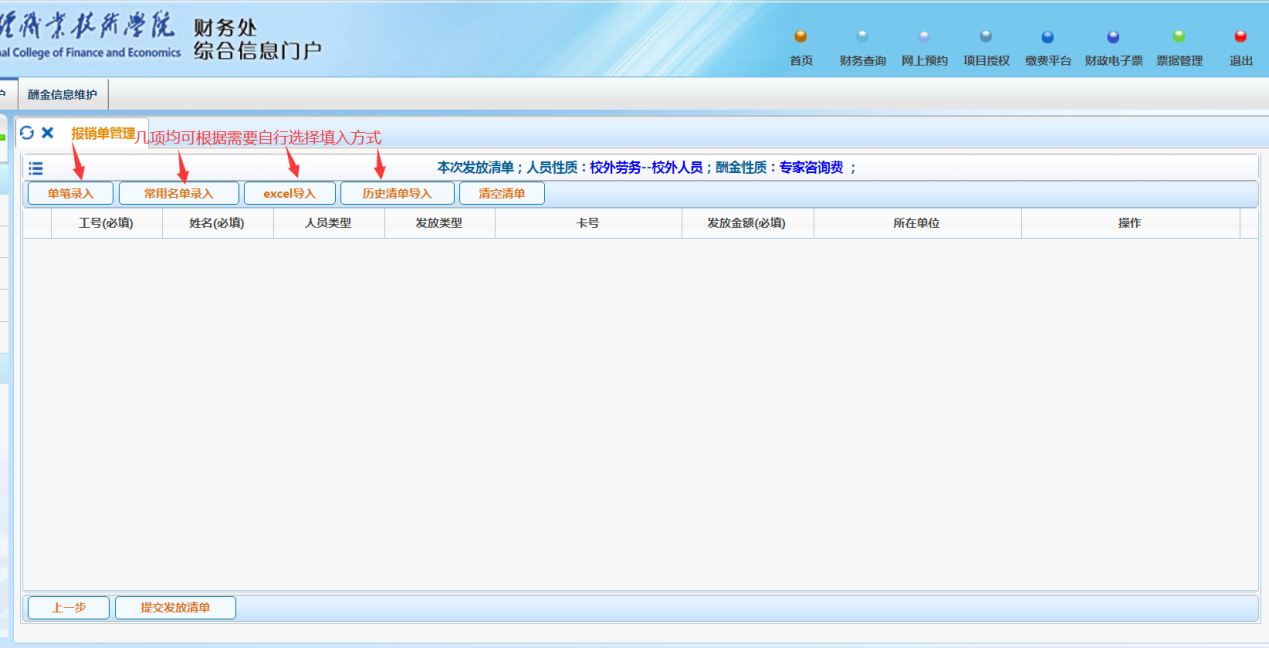 職業技術學院
财务处
al College of Finance and Economics
综合信息门户
首页 财务查询 网上预约 项目授权 缴费平台 财政电子票 票据管理 退出
酬金信息维护
报销单管理
几项均可根据需要自行选择填入方式
本次发放清单；人员性质：校外劳务--校外人员；酬金性质：专家咨询费 ；
单笔录入 常用名单录入 excel导入 历史清单导入 清空清单
工号(必填) 姓名(必填) 人员类型 发放类型 卡号 发放金额(必填) 所在单位 操作
上一步 提交发放清单